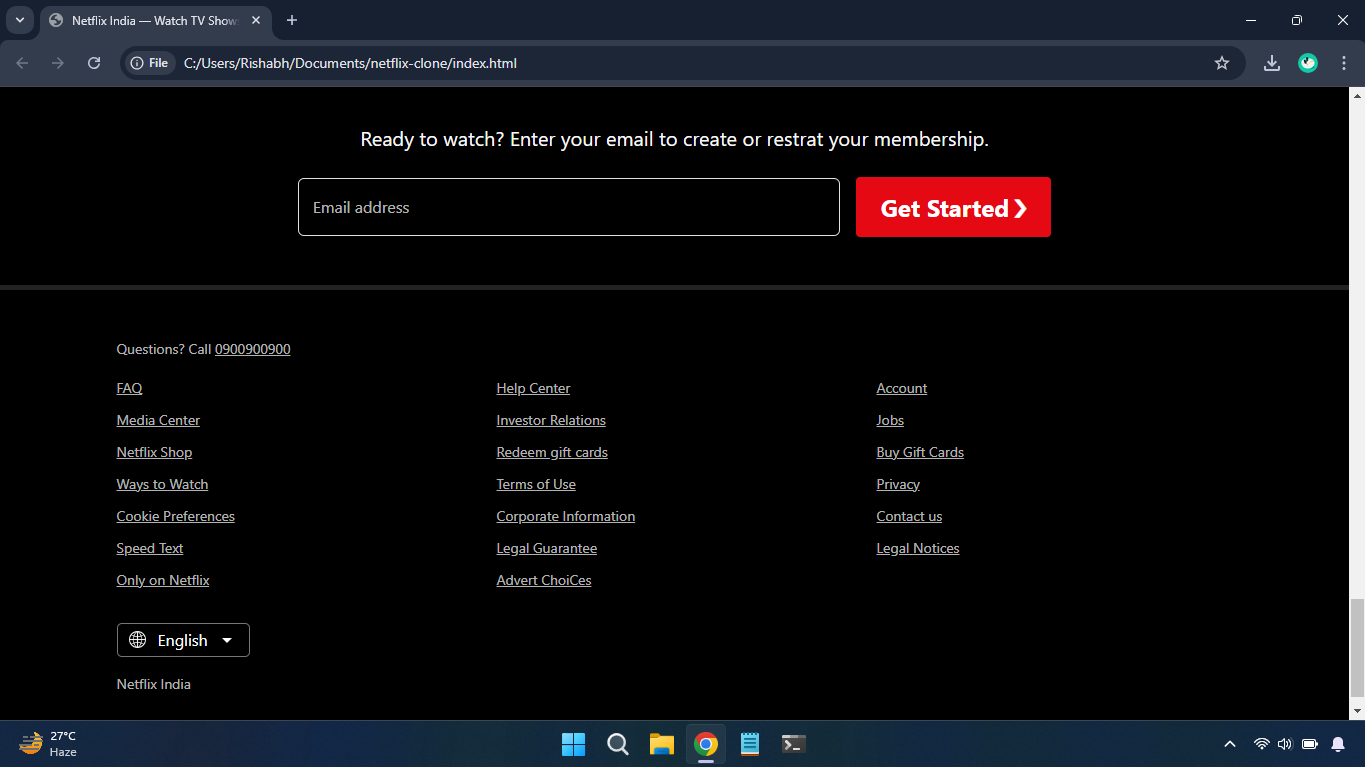 Netflix India — Watch TV Show
File C:/Users/Rishabh/Documents/netflix-clone/index.html
Ready to watch? Enter your email to create or restrat your membership.
Email address
Get Started ❯
Questions? Call 0900900900
FAQ Help Center Account
Media Center Investor Relations Jobs
Netflix Shop Redeem gift cards Buy Gift Cards
Ways to Watch Terms of Use Privacy
Cookie Preferences Corporate Information Contact us
Speed Text Legal Guarantee Legal Notices
Only on Netflix Advert ChoiCes
English
Netflix India
27°C
Haze